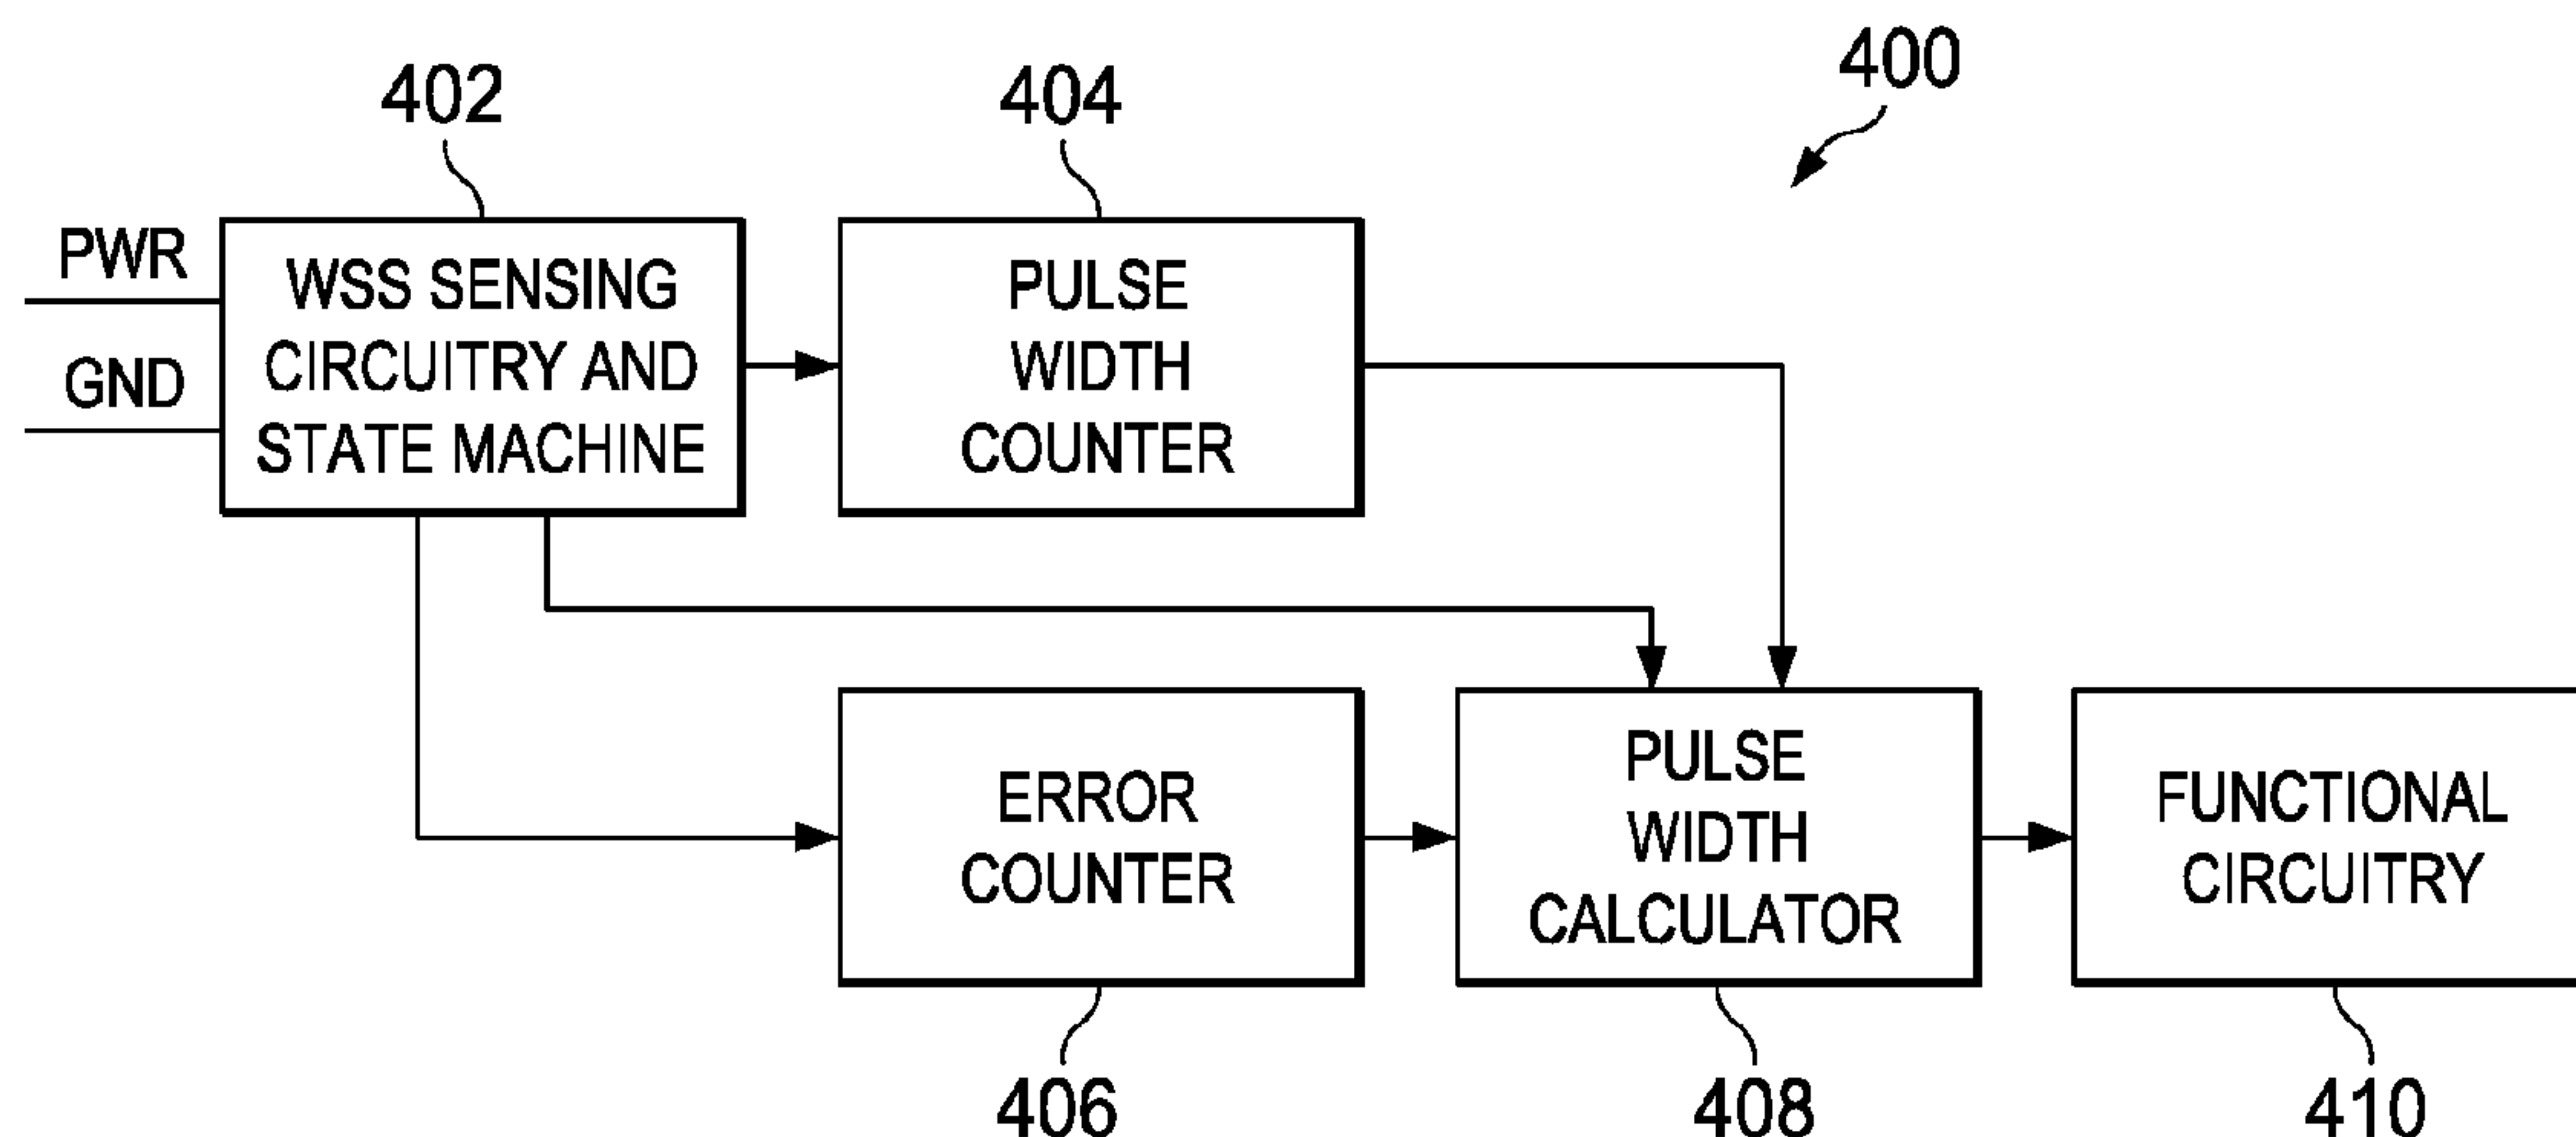 400
402
404
PWR
GND
WSS SENSING
CIRCUITRY AND
STATE MACHINE
PULSE
WIDTH
COUNTER
ERROR
COUNTER
PULSE
WIDTH
CALCULATOR
FUNCTIONAL
CIRCUITRY
406
408
410